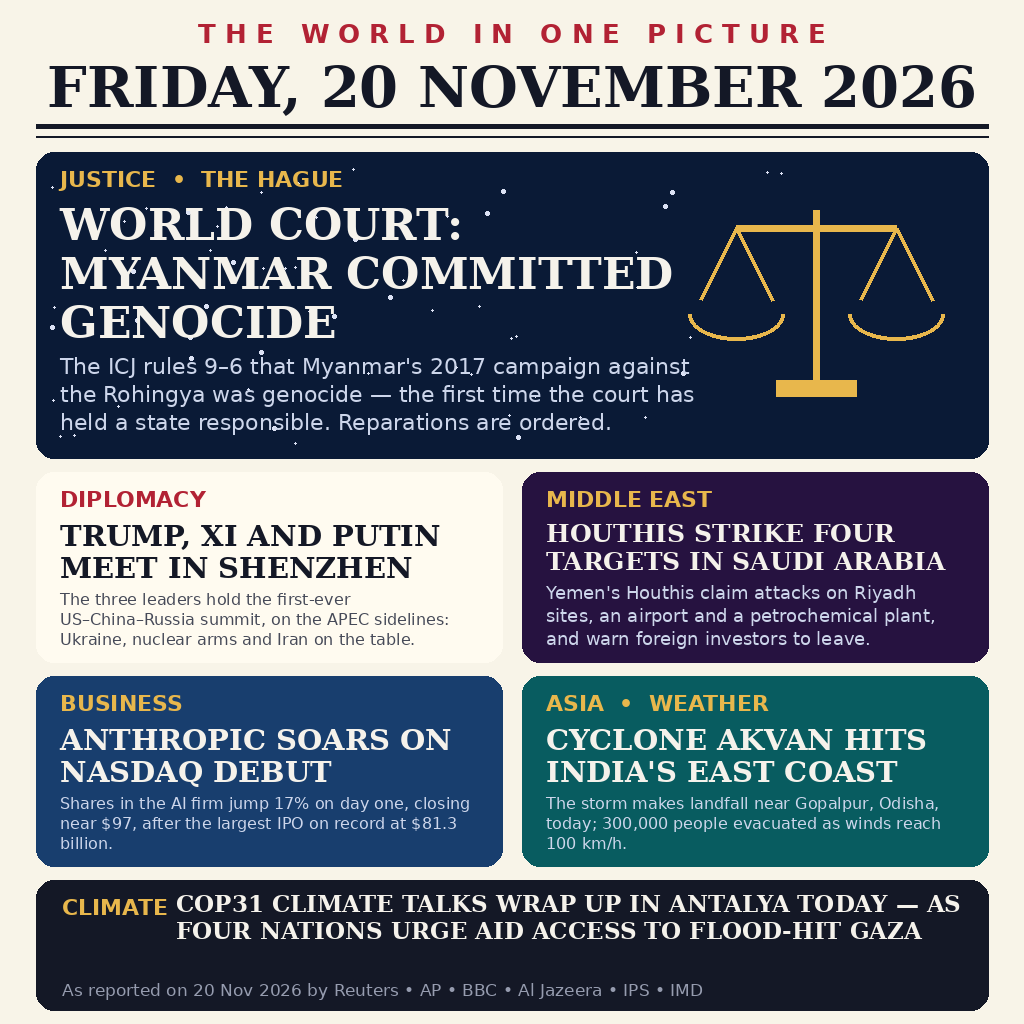 THE WORLD IN ONE PICTURE
FRIDAY, 20 NOVEMBER 2026
JUSTICE • THE HAGUE
WORLD COURT:
MYANMAR COMMITTED
GENOCIDE
The ICJ rules 9–6 that Myanmar's 2017 campaign against
the Rohingya was genocide — the first time the court has
held a state responsible. Reparations are ordered.
DIPLOMACY
TRUMP, XI AND PUTIN
MEET IN SHENZHEN
The three leaders hold the first-ever
US–China–Russia summit, on the APEC sidelines:
Ukraine, nuclear arms and Iran on the table.
MIDDLE EAST
HOUTHIS STRIKE FOUR
TARGETS IN SAUDI ARABIA
Yemen's Houthis claim attacks on Riyadh
sites, an airport and a petrochemical plant,
and warn foreign investors to leave.
BUSINESS
ANTHROPIC SOARS ON
NASDAQ DEBUT
Shares in the AI firm jump 17% on day one, closing
near $97, after the largest IPO on record at $81.3
billion.
ASIA • WEATHER
CYCLONE AKVAN HITS
INDIA'S EAST COAST
The storm makes landfall near Gopalpur, Odisha,
today; 300,000 people evacuated as winds reach
100 km/h.
CLIMATE COP31 CLIMATE TALKS WRAP UP IN ANTALYA TODAY — AS
FOUR NATIONS URGE AID ACCESS TO FLOOD-HIT GAZA
As reported on 20 Nov 2026 by Reuters • AP • BBC • Al Jazeera • IPS • IMD